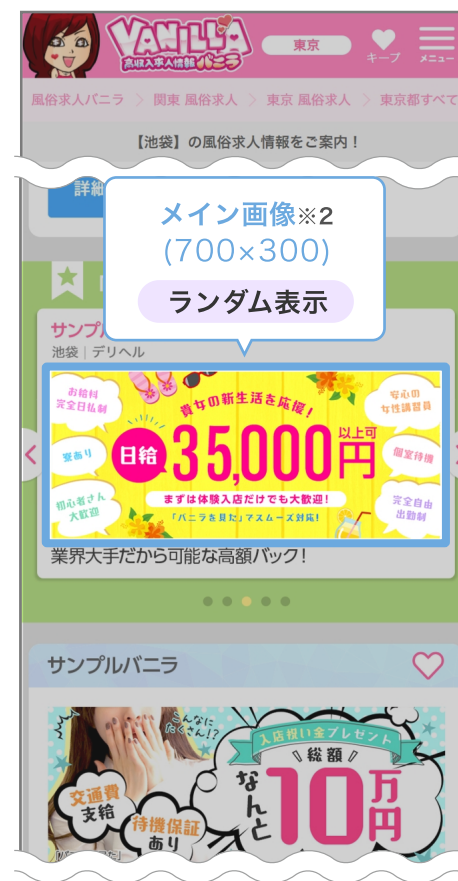 VANILLA
高収入求人情報バニラ
東京
キープ
メニュー
風俗求人バニラ > 関東 風俗求人 > 東京 風俗求人 > 東京都すべて
【池袋】の風俗求人情報をご案内！
詳細
メイン画像※2
(700×300)
ランダム表示
サンプル
池袋｜デリヘル
お給料
完全日払制
貴女の新生活を応援！
安心の
女性講習員
寮あり
日給35,000円以上可
個室待機
初心者さん
大歓迎
まずは体験入店だけでも大歓迎！
「バニラを見た」でスムーズ対応！
完全自由
出勤制
業界大手だから可能な高額バック！
サンプルバニラ
こんなに
たくさん!?
入店祝い金プレゼント
総額
なんと
10万円
交通費
支給
待機保証
あり